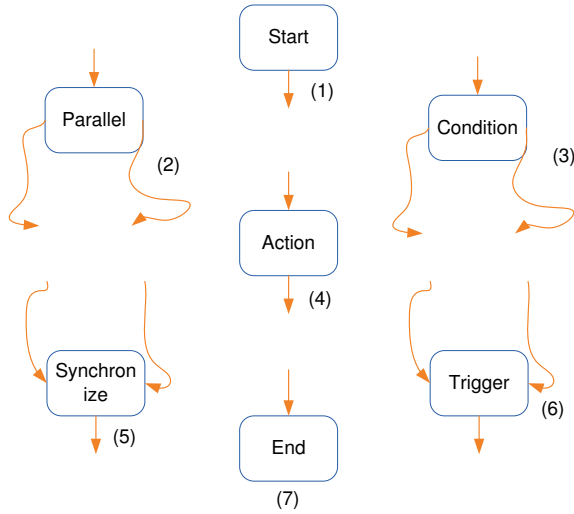 Start
(1)
Parallel
(2)
Condition
(3)
Action
(4)
Synchron
ize
(5)
Trigger
(6)
End
(7)